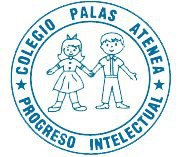 COLEGIO PALAS ATENEA
PROGRESO INTELECTUAL